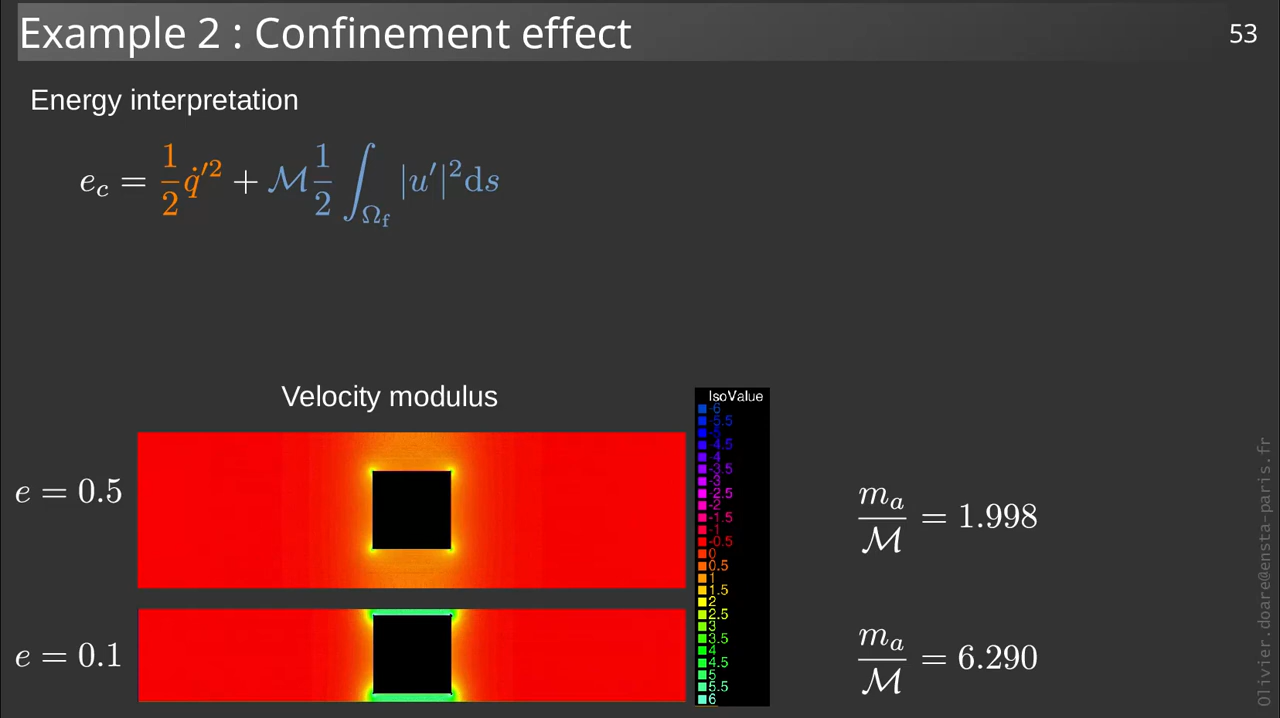 Example 2 : Confinement effect
53
Energy interpretation
e_c = 1/2 q̇′² + ℳ 1/2 ∫_Ω_f |u′|² ds
Velocity modulus
IsoValue
-6
-5.5
-5
-4.5
-4
-3.5
-3
-2.5
-2
-1.5
-1
-0.5
0
0.5
1
1.5
2
2.5
3
3.5
4
4.5
5
5.5
6
e = 0.5
m_a/ℳ = 1.998
e = 0.1
m_a/ℳ = 6.290
Olivier.doare@ensta-paris.fr